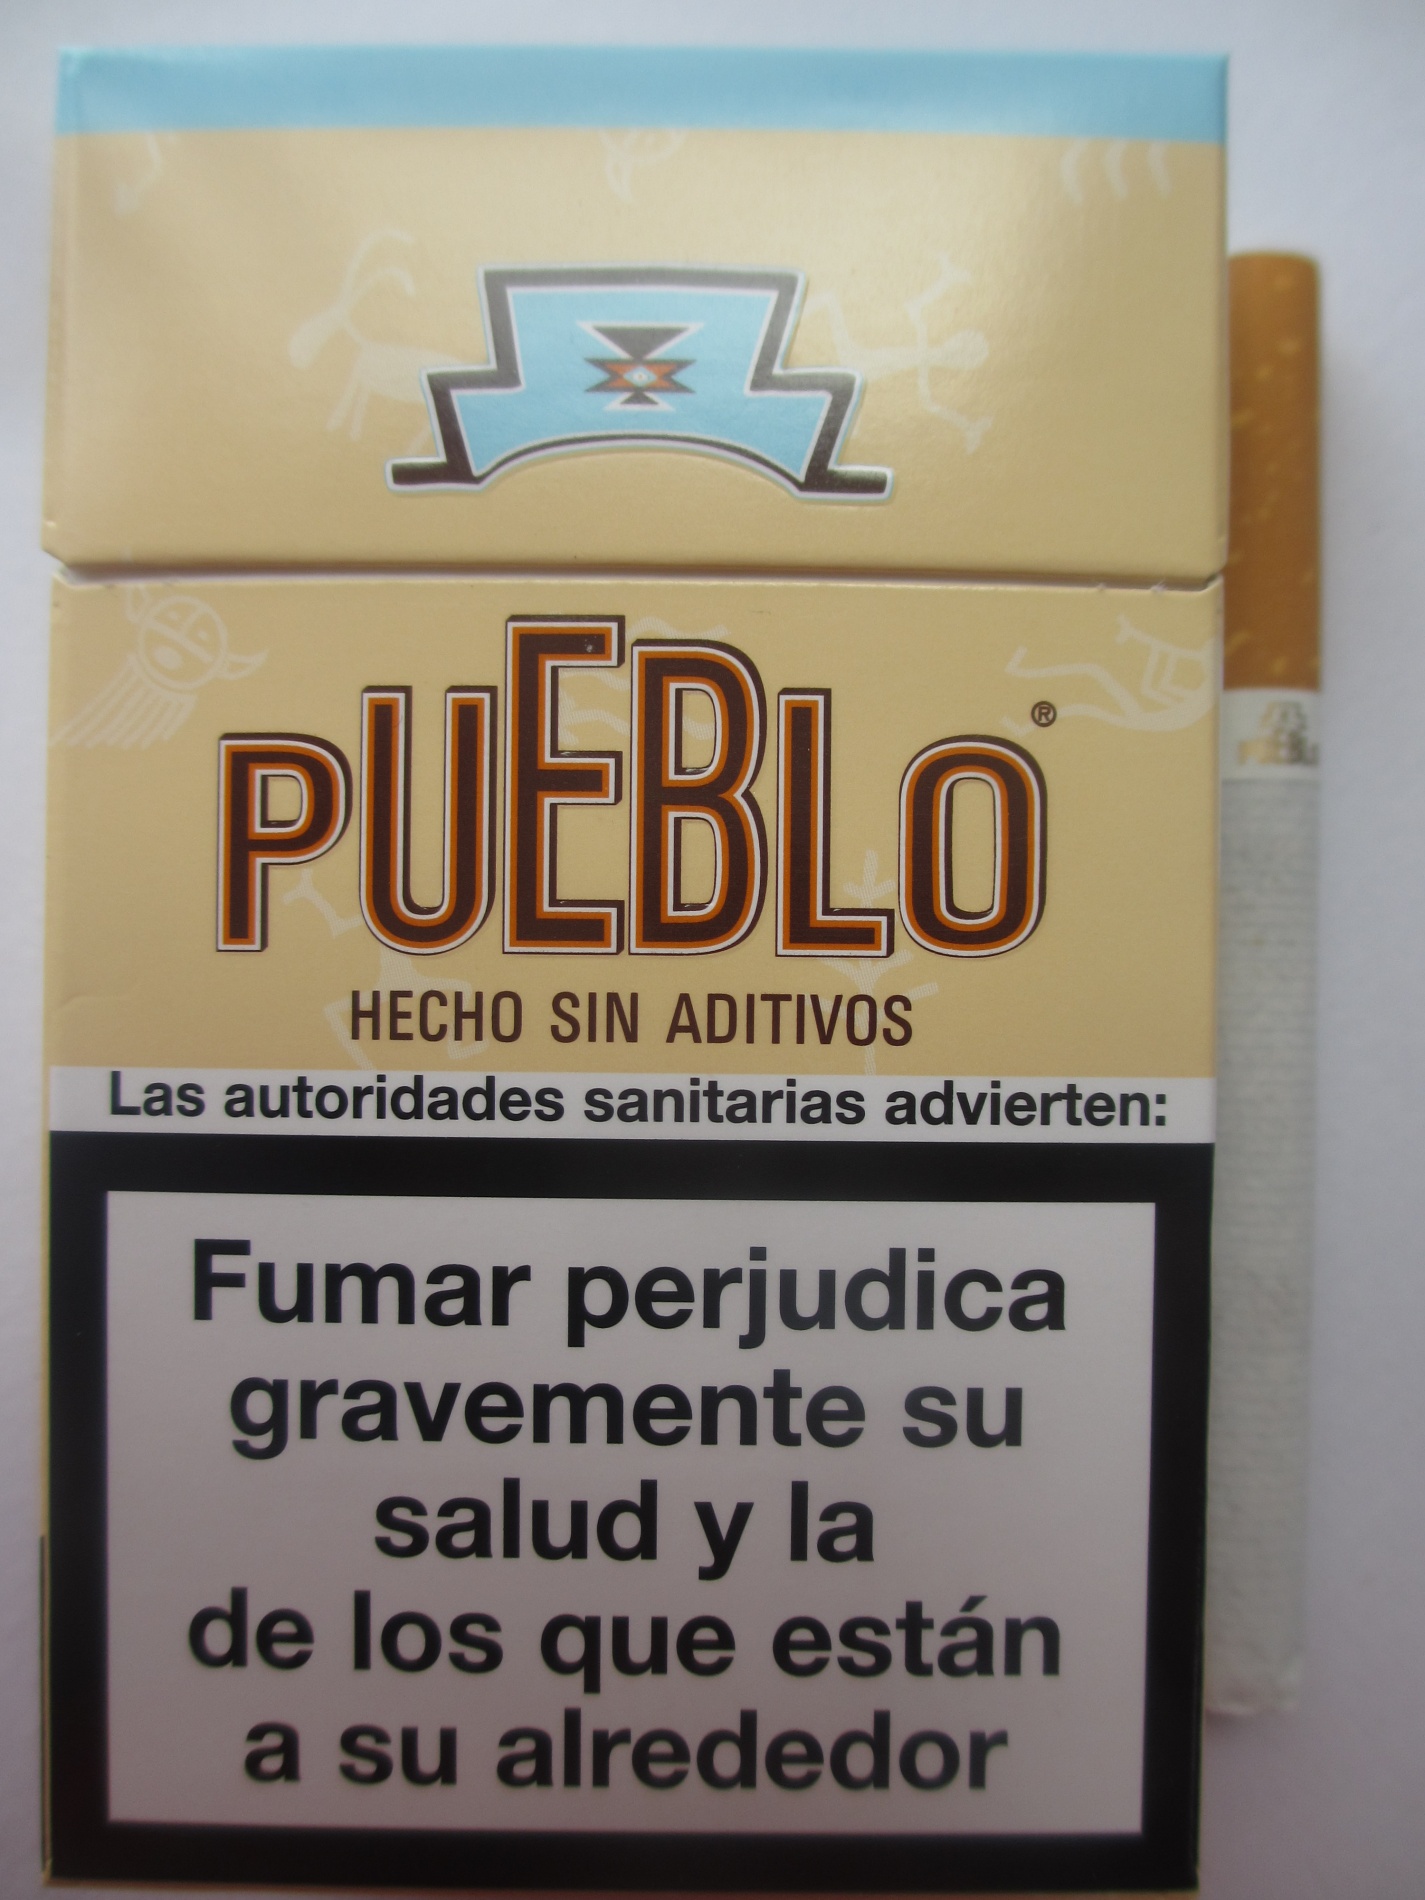 PUEBLO®
HECHO SIN ADITIVOS
Las autoridades sanitarias advierten:
Fumar perjudica
gravemente su
salud y la
de los que están
a su alrededor
PUEBLO